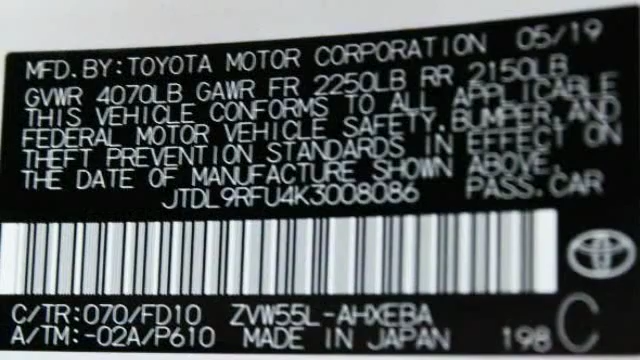 MFD.BY:TOYOTA MOTOR CORPORATION 05/19
GVWR 4070LB GAWR FR 2250LB RR 2150LB
THIS VEHICLE CONFORMS TO ALL APPLICABLE
FEDERAL MOTOR VEHICLE SAFETY,BUMPER,AND
THEFT PREVENTION STANDARDS IN EFFECT ON
THE DATE OF MANUFACTURE SHOWN ABOVE.
JTDL9RFU4K3008086 PASS.CAR
C/TR:070/FD10 ZVW55L-AHXEBA C
A/TM:-02A/P610 MADE IN JAPAN 198